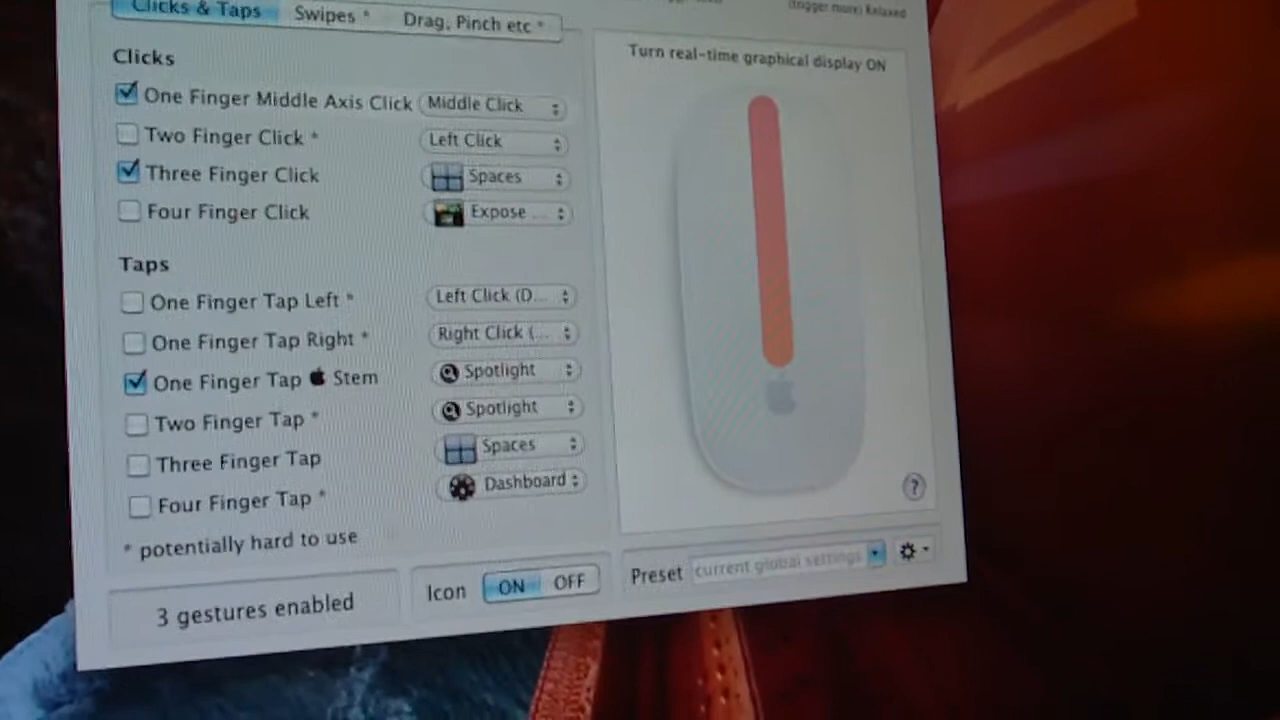 (trigger more) Relaxed
Clicks & Taps
Swipes *
Drag, Pinch etc *
Clicks
One Finger Middle Axis Click
Middle Click
Two Finger Click *
Left Click
Three Finger Click
Spaces
Four Finger Click
Expose ...
Taps
One Finger Tap Left *
Left Click (D...
One Finger Tap Right *
Right Click (...
One Finger Tap Stem
Spotlight
Two Finger Tap *
Spotlight
Three Finger Tap
Spaces
Four Finger Tap *
Dashboard
* potentially hard to use
3 gestures enabled
Icon
ON
OFF
Turn real-time graphical display ON
?
Preset
current global settings